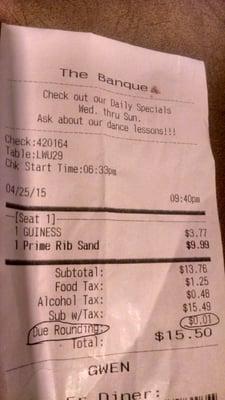 The Banque
Check out our Daily Specials
Wed. thru Sun.
Ask about our dance lessons!!!
Check:420164
Table:LWU29
Chk Start Time:06:33pm
04/25/15 09:40pm
[Seat 1]
1 GUINESS $3.77
1 Prime Rib Sand $9.99
Subtotal: $13.76
Food Tax: $1.25
Alcohol Tax: $0.48
Sub w/Tax: $15.49
Due Rounding: $0.01
Total: $15.50
GWEN
Diner: